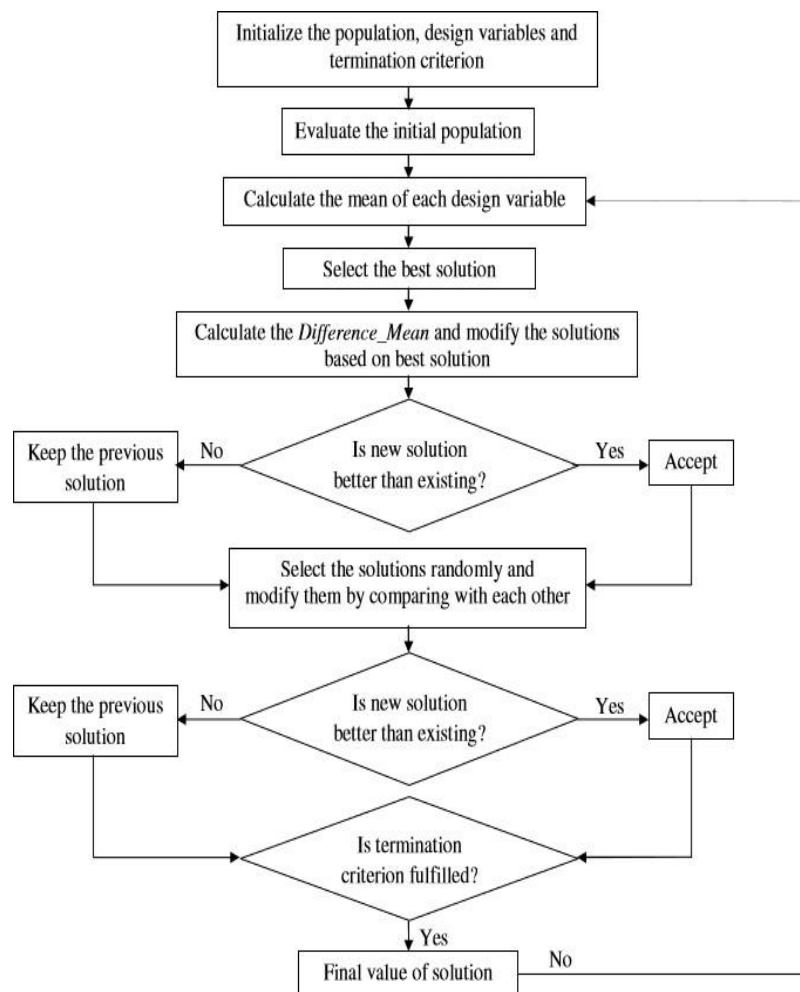 Initialize the population, design variables and
termination criterion
Evaluate the initial population
Calculate the mean of each design variable
Select the best solution
Calculate the Difference_Mean and modify the solutions
based on best solution
Keep the previous
solution
No
Is new solution
better than existing?
Yes
Accept
Select the solutions randomly and
modify them by comparing with each other
Keep the previous
solution
No
Is new solution
better than existing?
Yes
Accept
Is termination
criterion fulfilled?
Yes
Final value of solution
No